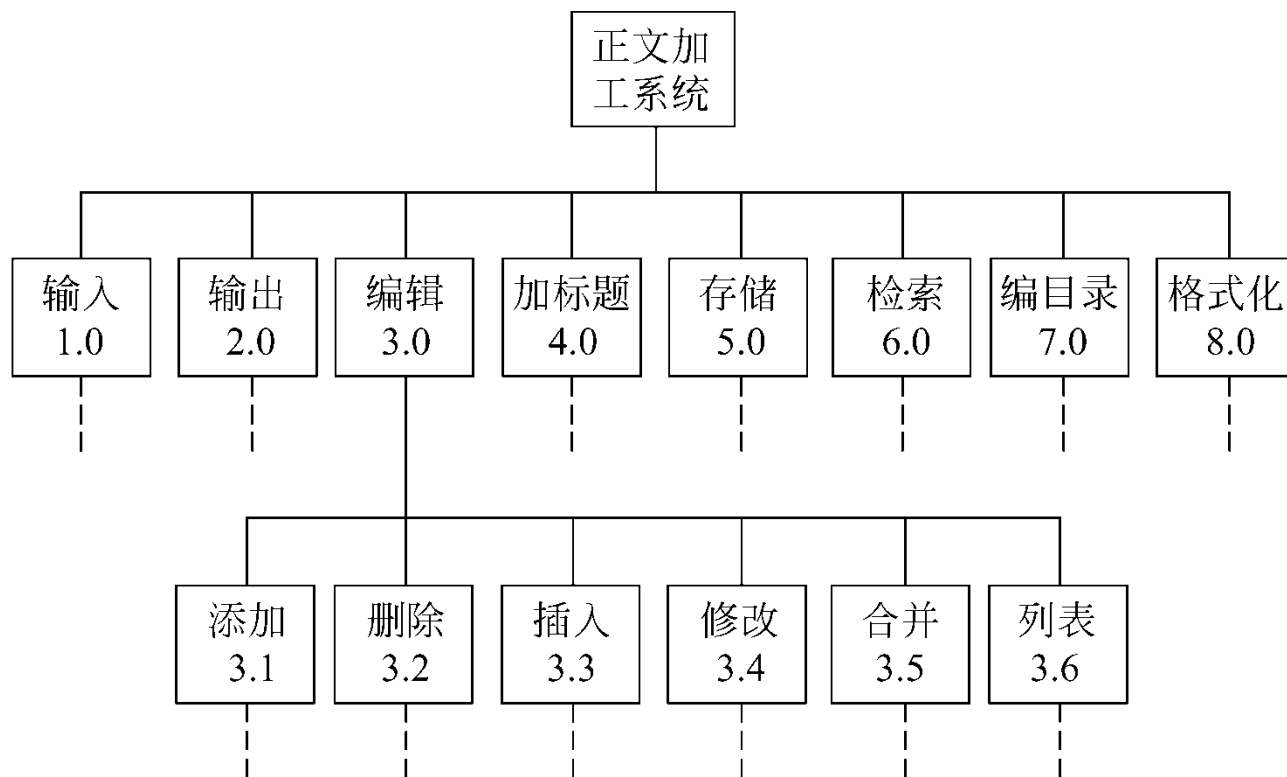 正文加
工系统
输入
1.0
输出
2.0
编辑
3.0
加标题
4.0
存储
5.0
检索
6.0
编目录
7.0
格式化
8.0
添加
3.1
删除
3.2
插入
3.3
修改
3.4
合并
3.5
列表
3.6